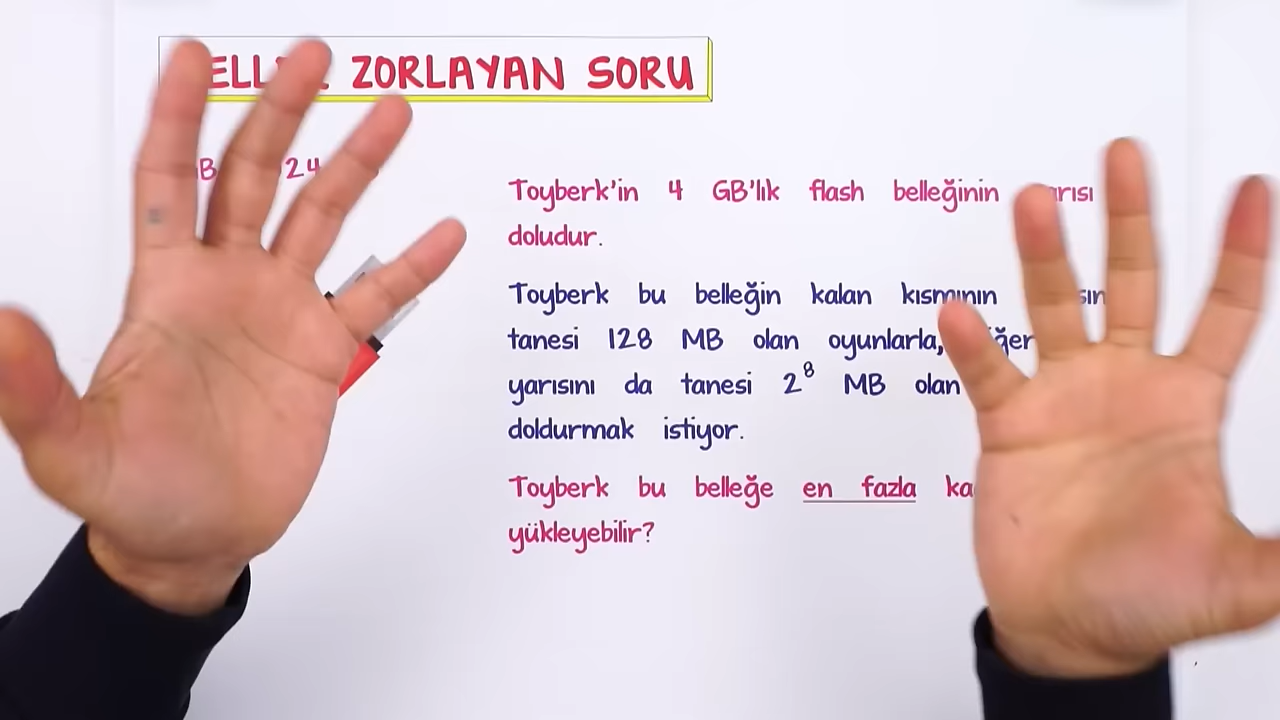 ZORLAYAN SORU
Toyberk'in 4 GB'lık flash belleğinin
doludur.
Toyberk bu belleğin kalan kısmının
tanesi 128 MB olan oyunlarla,
yarısını da tanesi 2⁸ MB olan
doldurmak istiyor.
Toyberk bu belleğe en fazla
yükleyebilir?